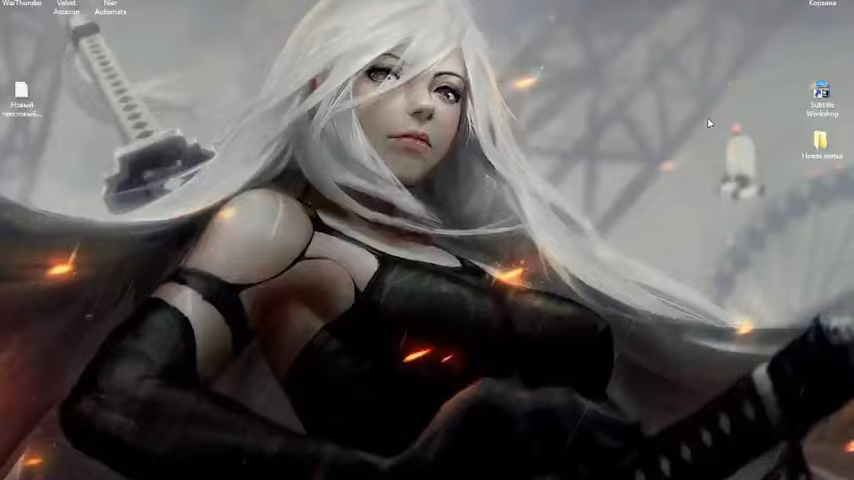 WarThunder
Velvet
Assassin
Nier
Automata
Корзина
Новый
текстовый...
Subtitle
Workshop
Новая папка